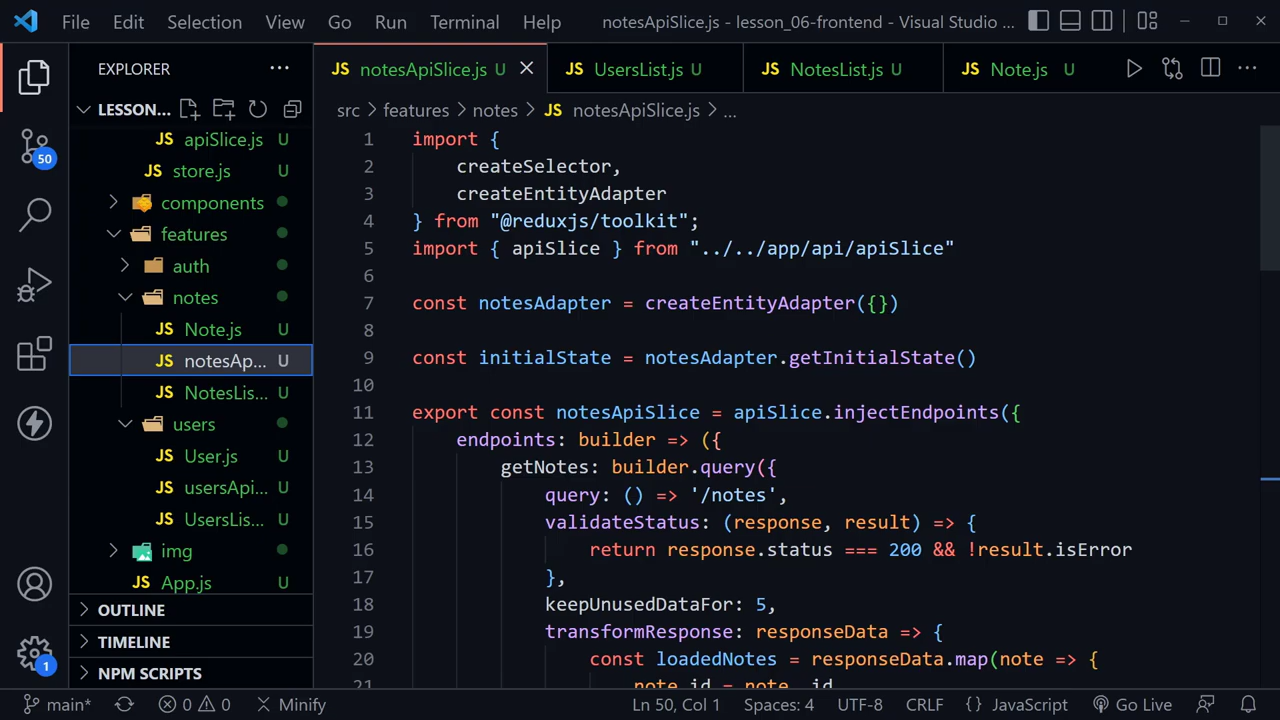 File Edit Selection View Go Run Terminal Help notesApiSlice.js - lesson_06-frontend - Visual Studio ...
EXPLORER
LESSON...
apiSlice.js U
store.js U
components
features
auth
notes
Note.js U
notesAp... U
NotesLis... U
users
User.js U
usersApi... U
UsersLis... U
img
App.js U
OUTLINE
TIMELINE
NPM SCRIPTS
50
1
JS notesApiSlice.js U JS UsersList.js U JS NotesList.js U JS Note.js U
src > features > notes > JS notesApiSlice.js > ...
1 import {
2 createSelector,
3 createEntityAdapter
4 } from "@reduxjs/toolkit";
5 import { apiSlice } from "../../app/api/apiSlice"
6
7 const notesAdapter = createEntityAdapter({})
8
9 const initialState = notesAdapter.getInitialState()
10
11 export const notesApiSlice = apiSlice.injectEndpoints({
12 endpoints: builder => ({
13 getNotes: builder.query({
14 query: () => '/notes',
15 validateStatus: (response, result) => {
16 return response.status === 200 && !result.isError
17 },
18 keepUnusedDataFor: 5,
19 transformResponse: responseData => {
20 const loadedNotes = responseData.map(note => {
21 note.id = note._id
main* 0 0 Minify Ln 50, Col 1 Spaces: 4 UTF-8 CRLF JavaScript Go Live